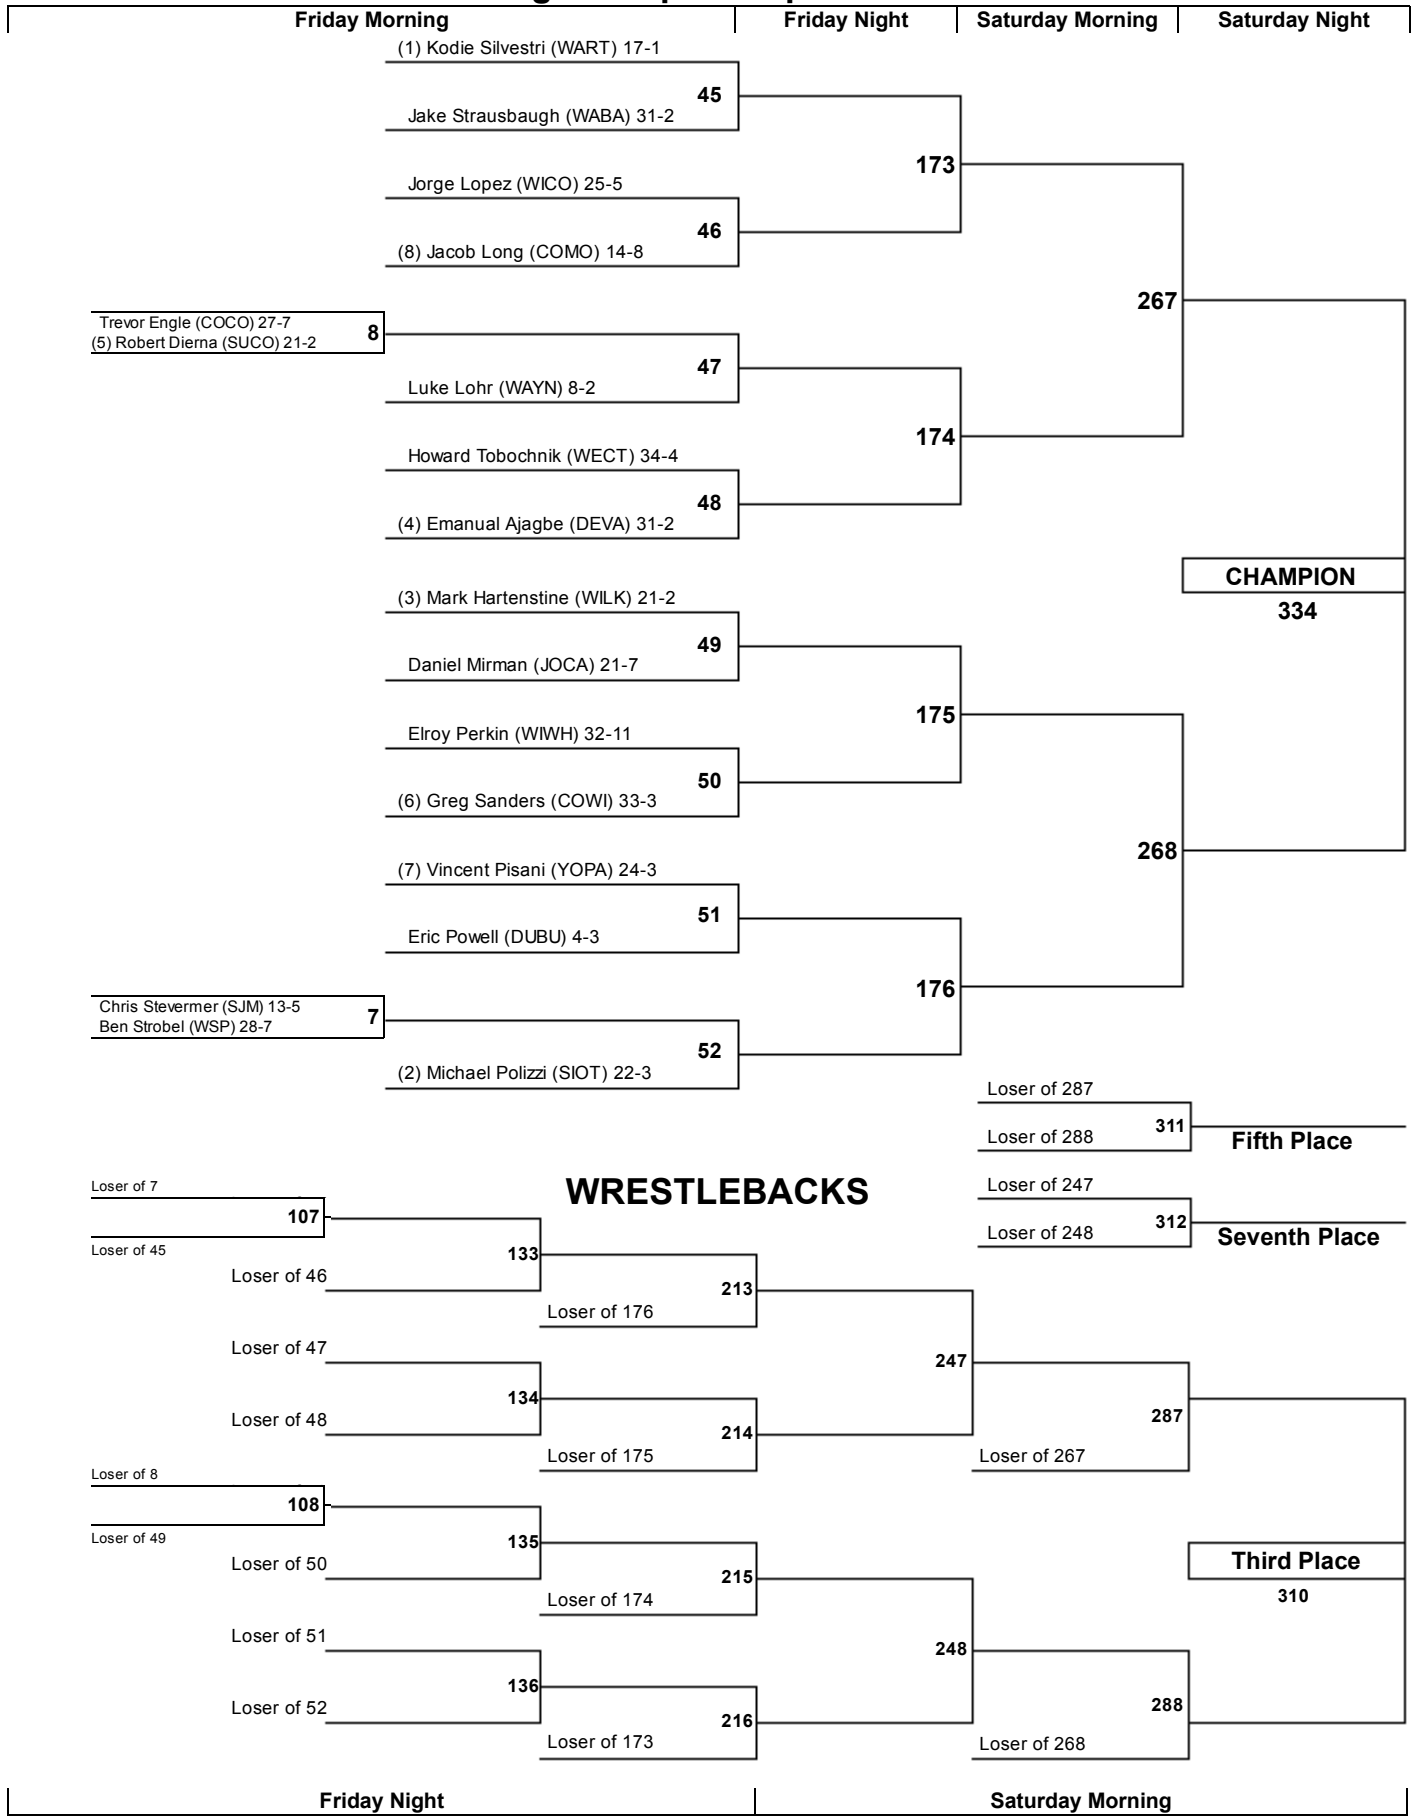 Friday Morning
Friday Night
Saturday Morning
Saturday Night
(1) Kodie Silvestri (WART) 17-1
45
Jake Strausbaugh (WABA) 31-2
173
Jorge Lopez (WICO) 25-5
46
(8) Jacob Long (COMO) 14-8
267
Trevor Engle (COCO) 27-7
(5) Robert Dierna (SUCO) 21-2
8
47
Luke Lohr (WAYN) 8-2
174
Howard Tobochnik (WECT) 34-4
48
(4) Emanual Ajagbe (DEVA) 31-2
CHAMPION
334
(3) Mark Hartenstine (WILK) 21-2
49
Daniel Mirman (JOCA) 21-7
175
Elroy Perkin (WIWH) 32-11
50
(6) Greg Sanders (COWI) 33-3
268
(7) Vincent Pisani (YOPA) 24-3
51
Eric Powell (DUBU) 4-3
176
Chris Stevermer (SJM) 13-5
Ben Strobel (WSP) 28-7
7
52
(2) Michael Polizzi (SIOT) 22-3
Loser of 287
311
Loser of 288
Fifth Place
WRESTLEBACKS
Loser of 247
312
Loser of 248
Seventh Place
Loser of 7
107
Loser of 45
133
Loser of 46
213
Loser of 176
Loser of 47
247
134
Loser of 48
214
287
Loser of 175
Loser of 267
Loser of 8
108
Loser of 49
135
Loser of 50
215
Third Place
310
Loser of 174
Loser of 51
248
136
Loser of 52
216
288
Loser of 173
Loser of 268
Friday Night
Saturday Morning